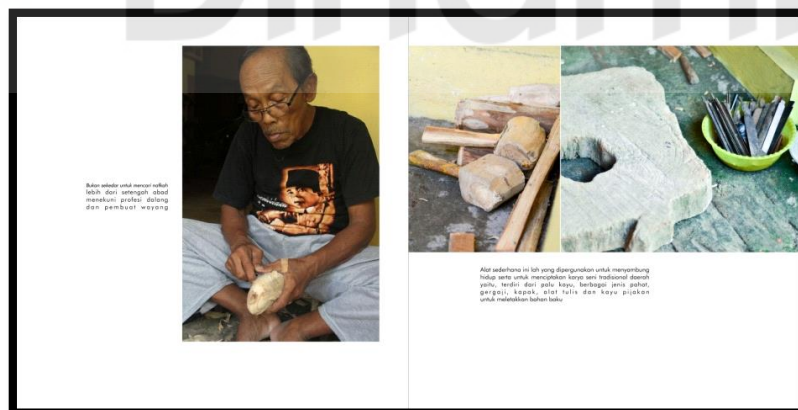 Bukan sekedar untuk mencari nafkah
lebih dari setengah abad
menekuni profesi dalang
dan pembuat wayang
Alat sederhana ini lah yang dipergunakan untuk menyambung
hidup serta untuk menciptakan karya seni tradisional daerah
yaitu, terdiri dari palu kayu, berbagai jenis pahat,
gergaji, kapak, alat tulis dan kayu pijakan
untuk meletakkan bahan baku